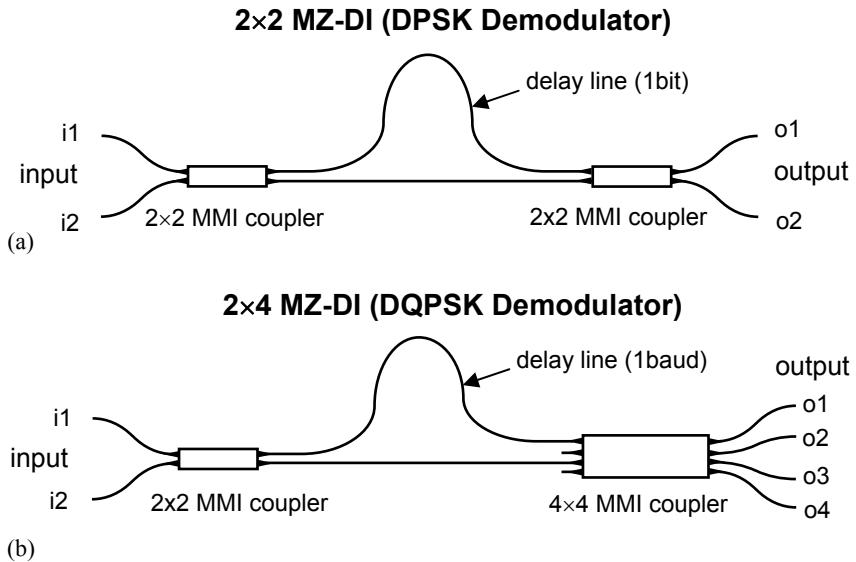 2×2 MZ-DI (DPSK Demodulator)
delay line (1bit)
i1
o1
input
output
i2
2×2 MMI coupler
2x2 MMI coupler
o2
(a)
2×4 MZ-DI (DQPSK Demodulator)
delay line (1baud)
output
i1
o1
o2
input
o3
i2
2x2 MMI coupler
4×4 MMI coupler
o4
(b)